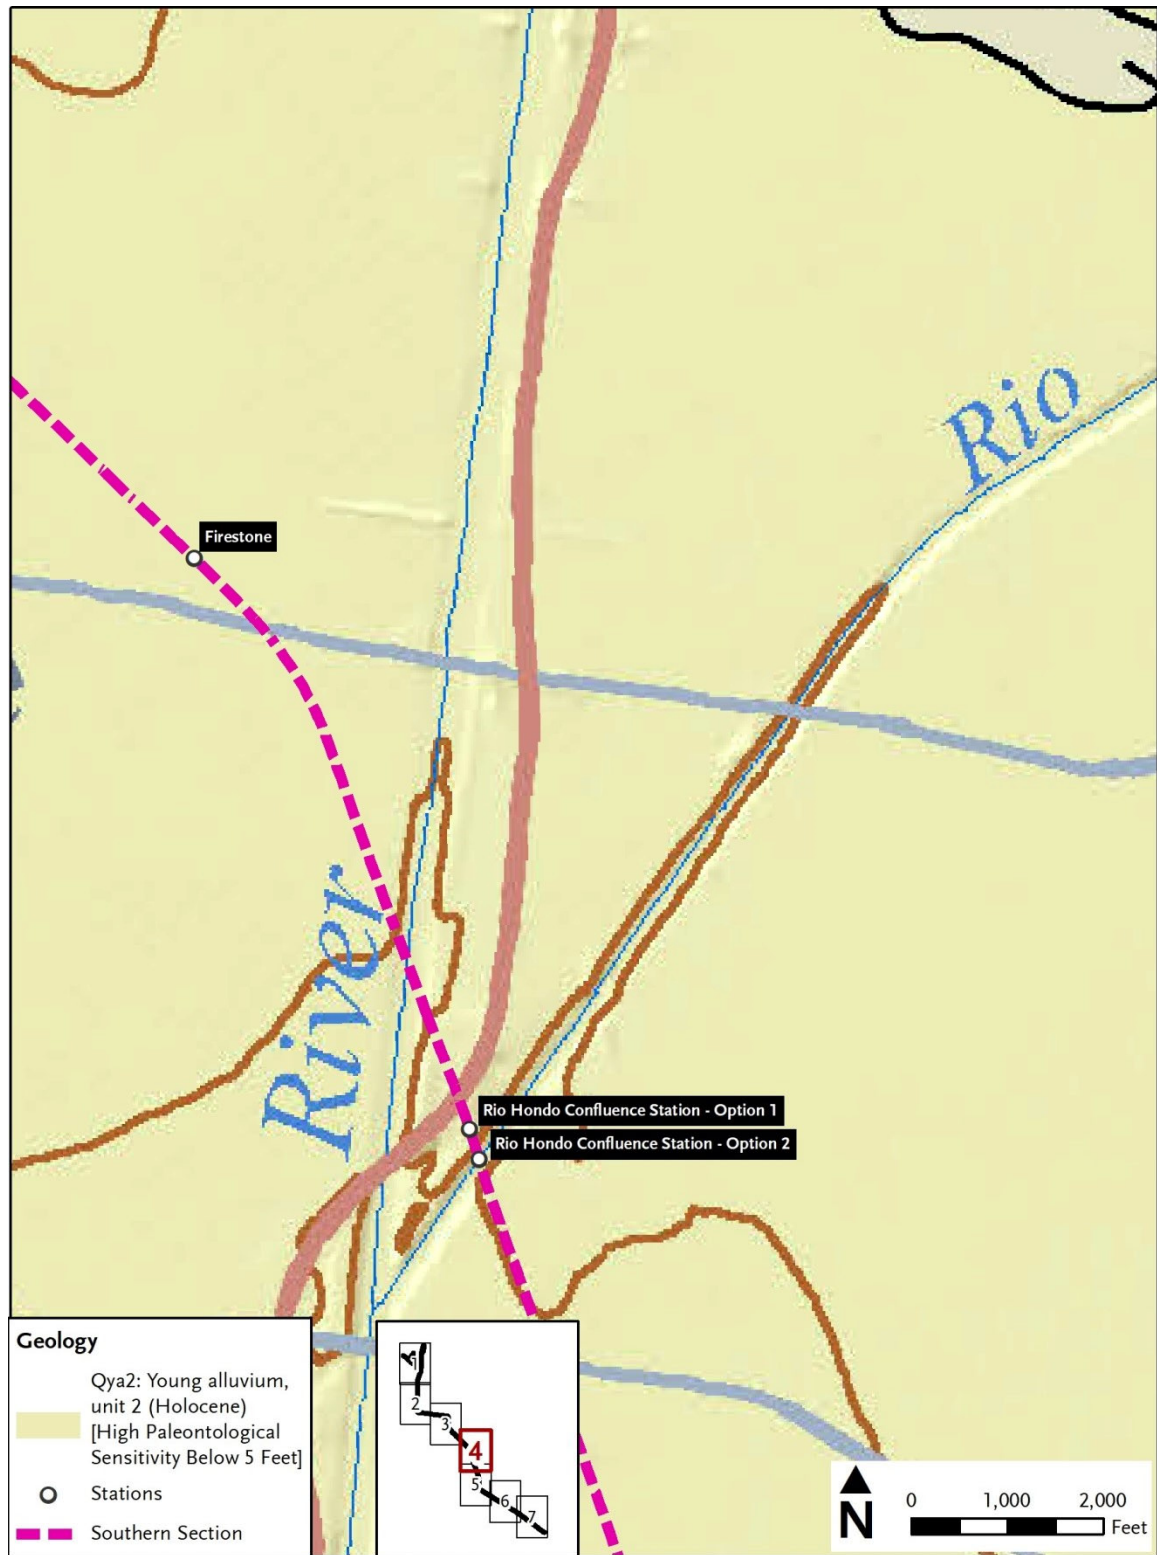 Rio
Firestone
River
Rio Hondo Confluence Station - Option 1
Rio Hondo Confluence Station - Option 2
Geology
Qya2: Young alluvium,
unit 2 (Holocene)
[High Paleontological
Sensitivity Below 5 Feet]
Stations
Southern Section
1
2
3
4
5
6
7
N
0 1,000 2,000
Feet